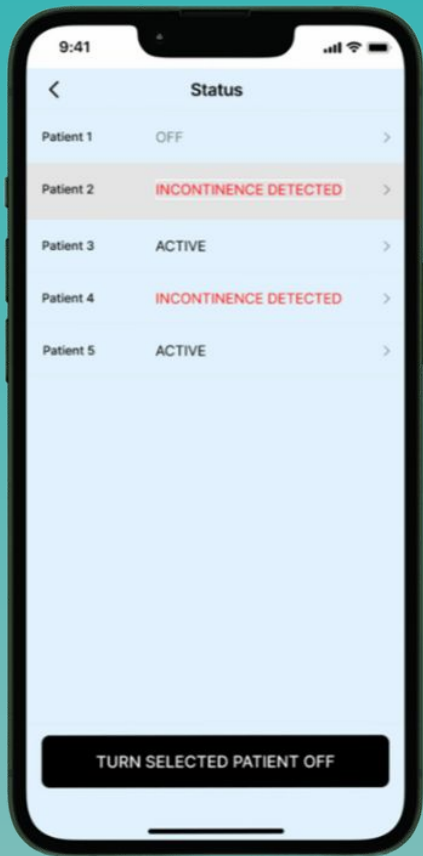 9:41
Status
Patient 1 OFF
Patient 2 INCONTINENCE DETECTED
Patient 3 ACTIVE
Patient 4 INCONTINENCE DETECTED
Patient 5 ACTIVE
TURN SELECTED PATIENT OFF